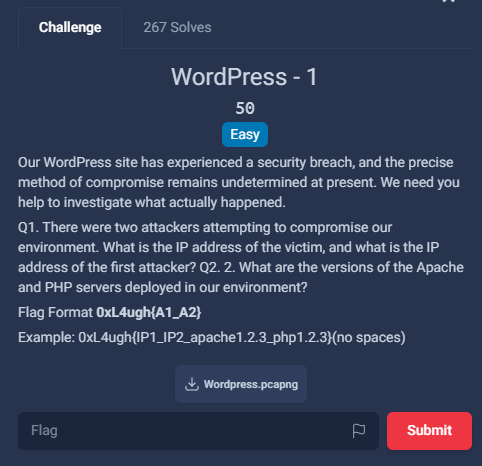 Challenge
267 Solves
WordPress - 1
50
Easy
Our WordPress site has experienced a security breach, and the precise
method of compromise remains undetermined at present. We need you
help to investigate what actually happened.
Q1. There were two attackers attempting to compromise our
environment. What is the IP address of the victim, and what is the IP
address of the first attacker? Q2. 2. What are the versions of the Apache
and PHP servers deployed in our environment?
Flag Format 0xL4ugh{A1_A2}
Example: 0xL4ugh{IP1_IP2_apache1.2.3_php1.2.3}(no spaces)
Wordpress.pcapng
Flag
Submit